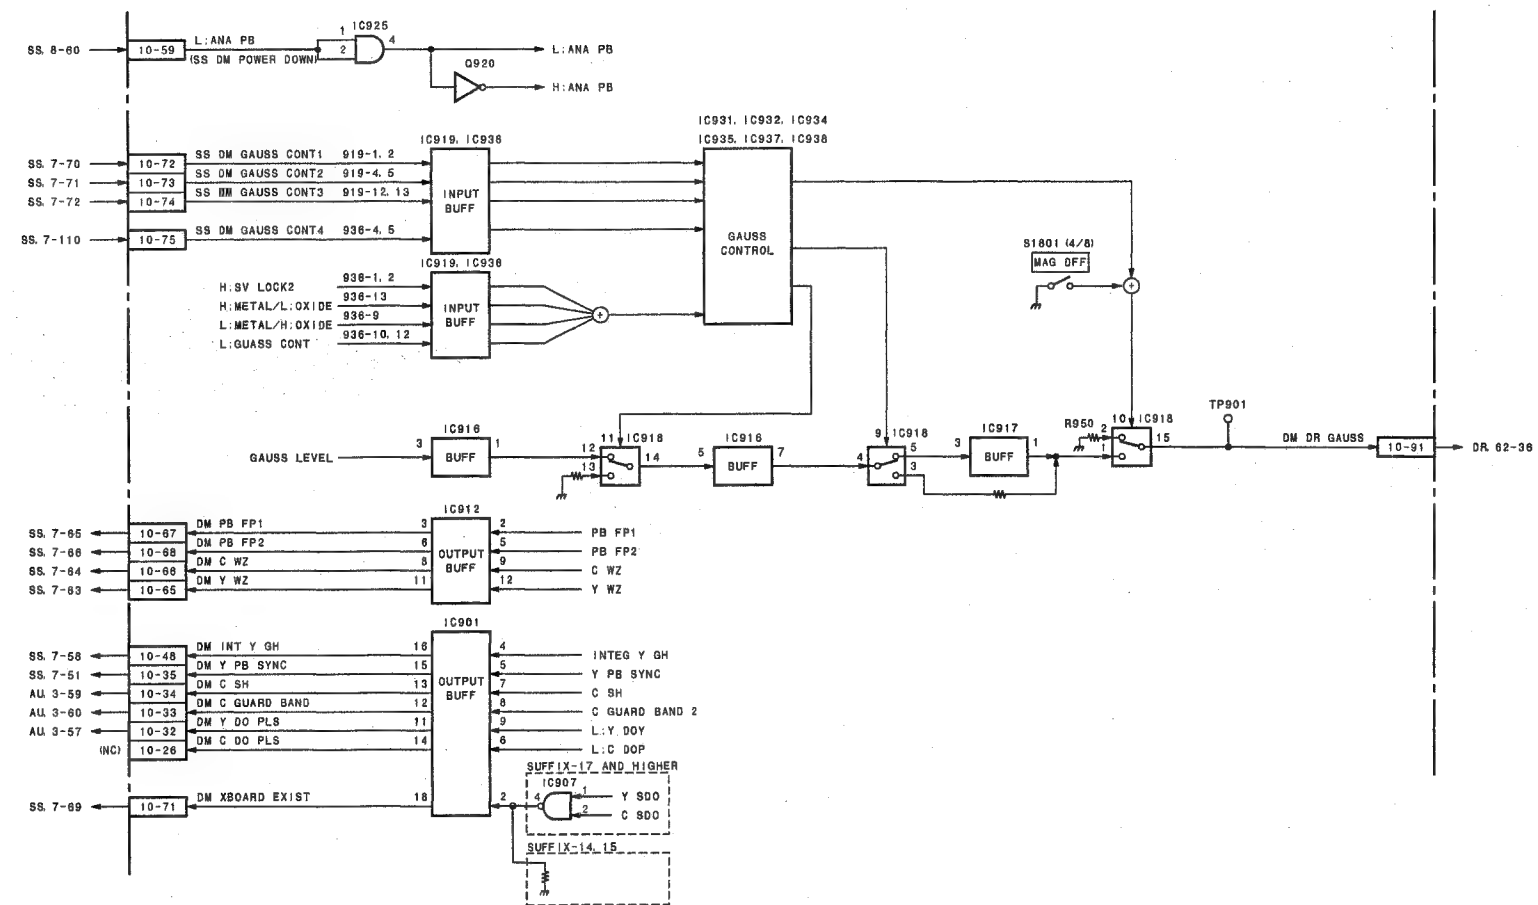 IC925
SS. 8-60
10-59
L:ANA PB
(SS DM POWER DOWN)
1
2
4
L:ANA PB
Q920
H:ANA PB
IC931, IC932, IC934
IC935, IC937, IC938
IC919, IC936
SS. 7-70
10-72
SS DM GAUSS CONT1
919-1, 2
SS. 7-71
10-73
SS DM GAUSS CONT2
919-4, 5
SS. 7-72
10-74
SS DM GAUSS CONT3
919-12, 13
SS. 7-110
10-75
SS DM GAUSS CONT4
936-4, 5
INPUT
BUFF
GAUSS
CONTROL
S1601 (4/8)
MAG OFF
IC919, IC936
H:SV LOCK2
936-1, 2
H:METAL/L:OXIDE
936-13
L:METAL/H:OXIDE
936-9
L:GUASS CONT
936-10, 12
INPUT
BUFF
+
+
GAUSS LEVEL
3
IC916
BUFF
1
12
11
IC918
13
14
5
IC916
BUFF
7
4
9
IC918
5
3
3
IC917
BUFF
1
R950
2
1
10
IC918
15
TP901
DM DR GAUSS
10-91
DR. 62-36
IC912
SS. 7-65
10-67
DM PB FP1
3
2
PB FP1
SS. 7-66
10-68
DM PB FP2
6
5
PB FP2
SS. 7-64
10-66
DM C WZ
8
9
C WZ
SS. 7-63
10-65
DM Y WZ
11
12
Y WZ
OUTPUT
BUFF
IC901
SS. 7-58
10-48
DM INT Y GH
16
4
INTEG Y GH
SS. 7-51
10-35
DM Y PB SYNC
15
5
Y PB SYNC
AU. 3-59
10-34
DM C SH
13
7
C SH
AU. 3-60
10-33
DM C GUARD BAND
12
8
C GUARD BAND 2
AU. 3-57
10-32
DM Y DO PLS
11
9
L:Y DOY
(NC)
10-26
DM C DO PLS
14
6
L:C DOP
OUTPUT
BUFF
SUFFIX-17 AND HIGHER
IC907
SS. 7-69
10-71
DM XBOARD EXIST
18
2
4
1
Y SDO
2
C SDO
SUFFIX-14, 15